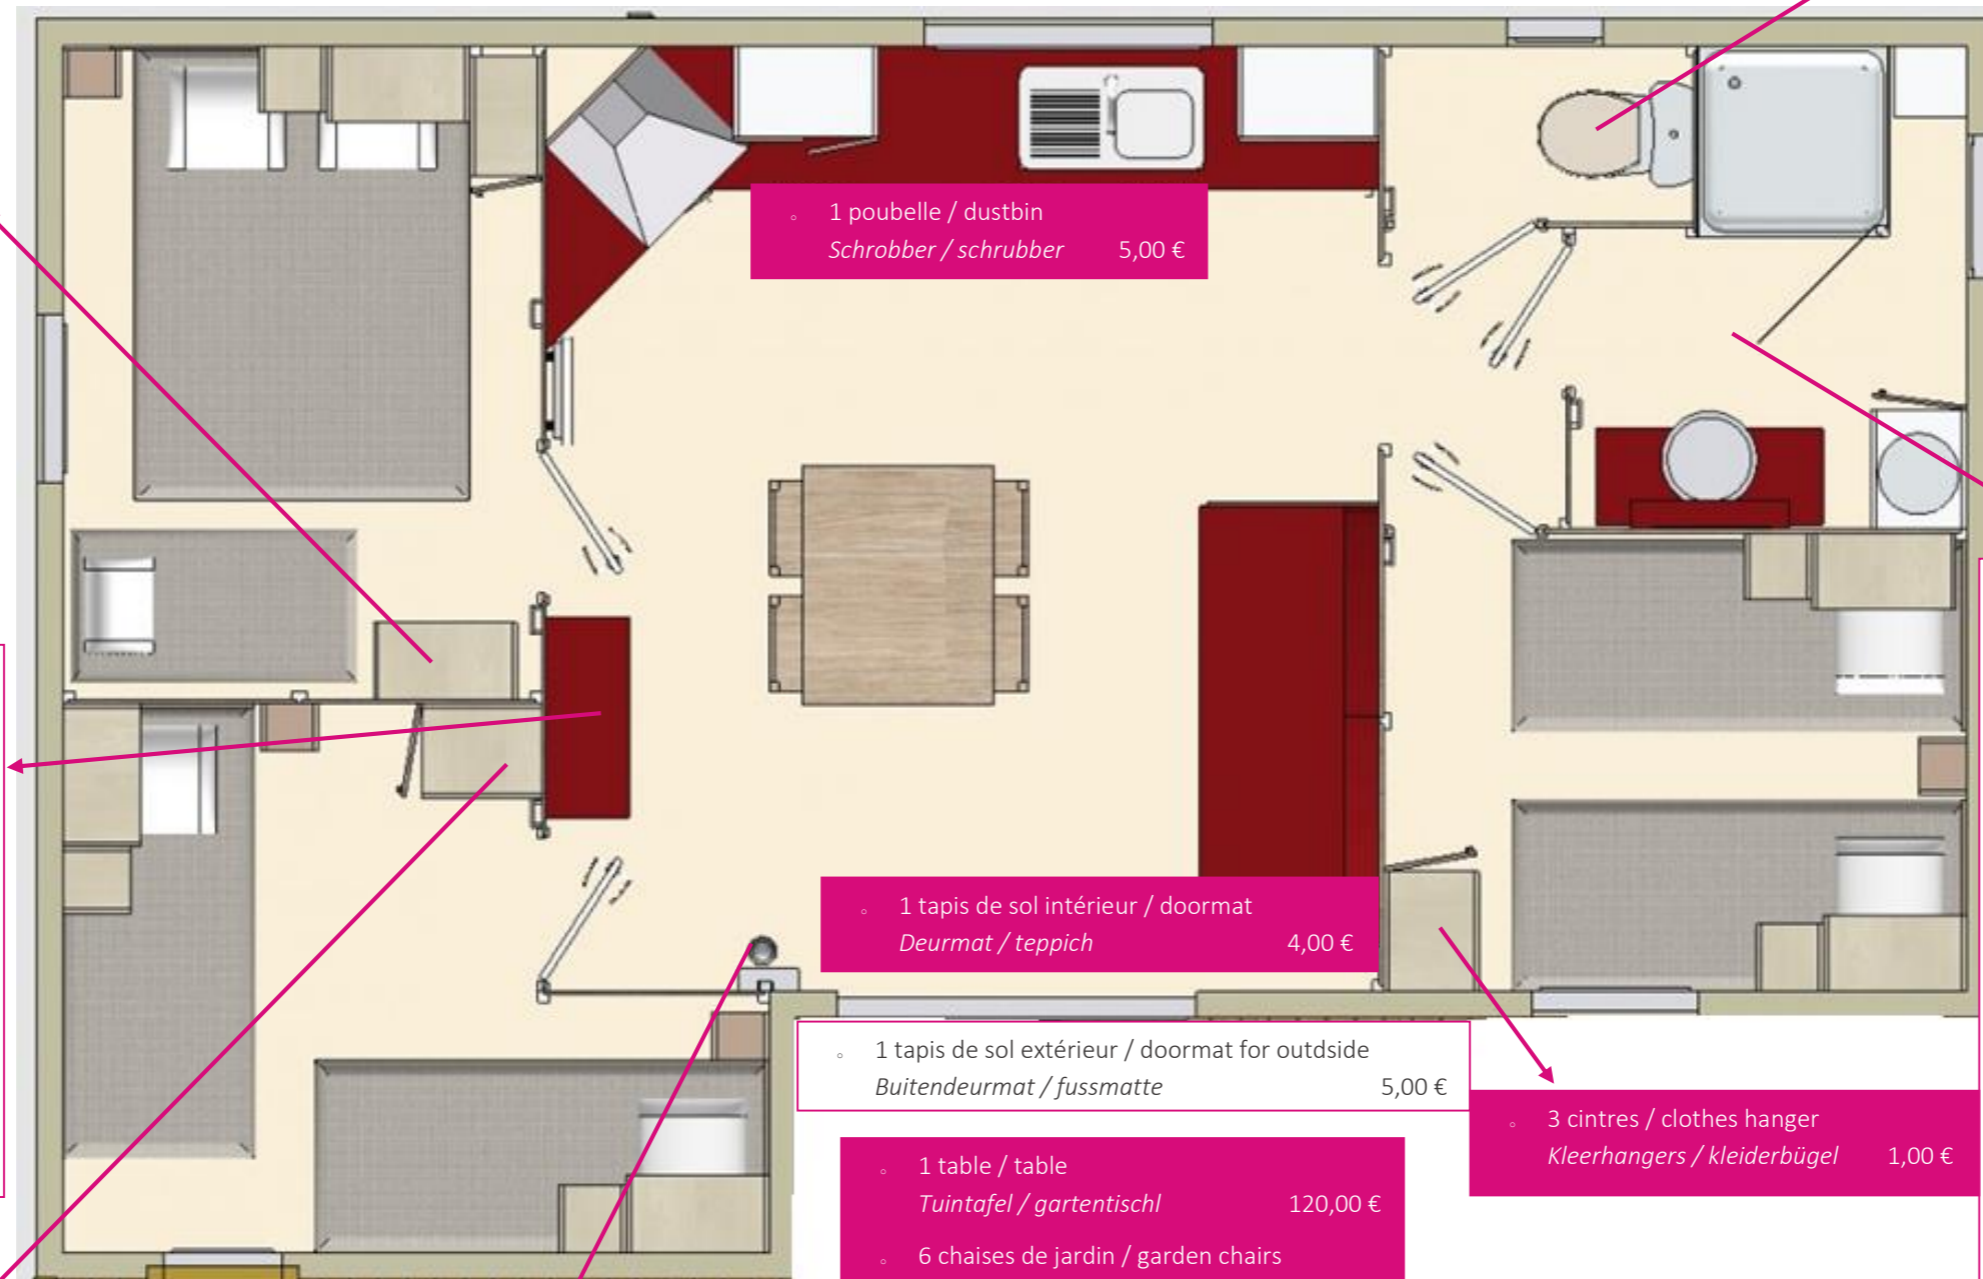 1 poubelle / dustbin
Schrobber / schrubber 5,00 €
1 tapis de sol intérieur / doormat
Deurmat / teppich 4,00 €
1 tapis de sol extérieur / doormat for outdside
Buitendeurmat / fussmatte 5,00 €
3 cintres / clothes hanger
Kleerhangers / kleiderbügel 1,00 €
1 table / table
Tuintafel / gartentischl 120,00 €
6 chaises de jardin / garden chairs